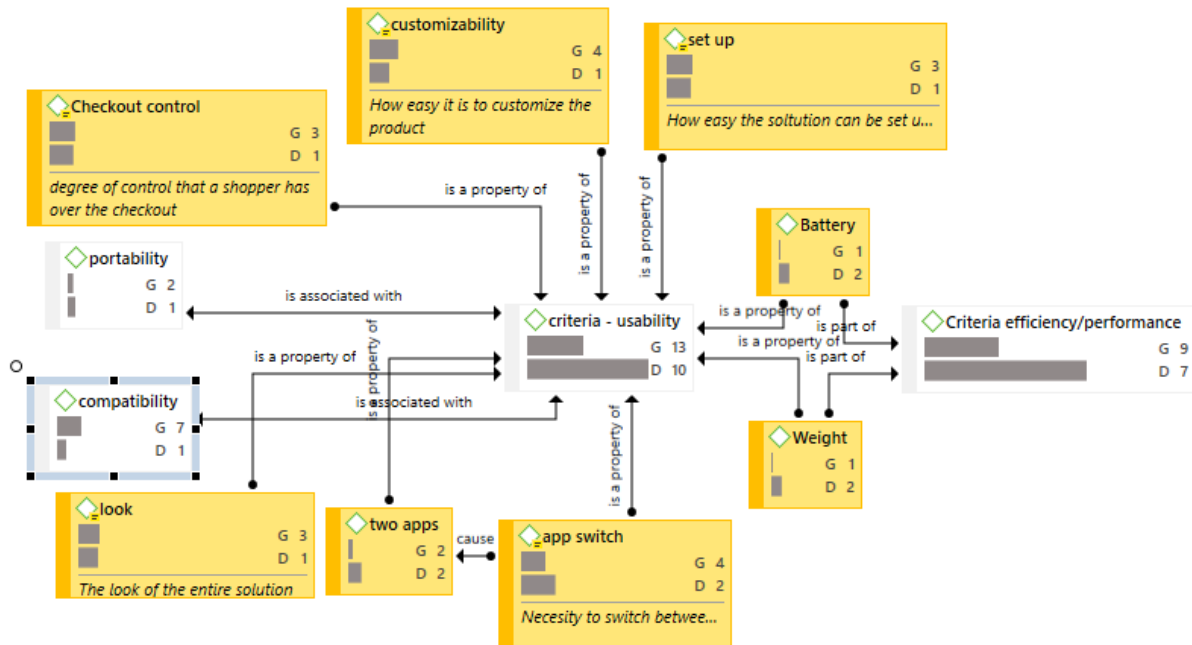 customizability
G 4
D 1
How easy it is to customize the
product
set up
G 3
D 1
How easy the soltution can be set u...
Checkout control
G 3
D 1
degree of control that a shopper has
over the checkout
is a property of
is a property of
is a property of
portability
G 2
D 1
is associated with
Battery
G 1
D 2
criteria - usability
G 13
D 10
is a property of
is part of
Criteria efficiency/performance
G 9
D 7
is a property of
is part of
is a property of
is a property of
compatibility
G 7
D 1
is associated with
Weight
G 1
D 2
is a property of
look
G 3
D 1
The look of the entire solution
two apps
G 2
D 2
cause
app switch
G 4
D 2
Necesity to switch betwee...